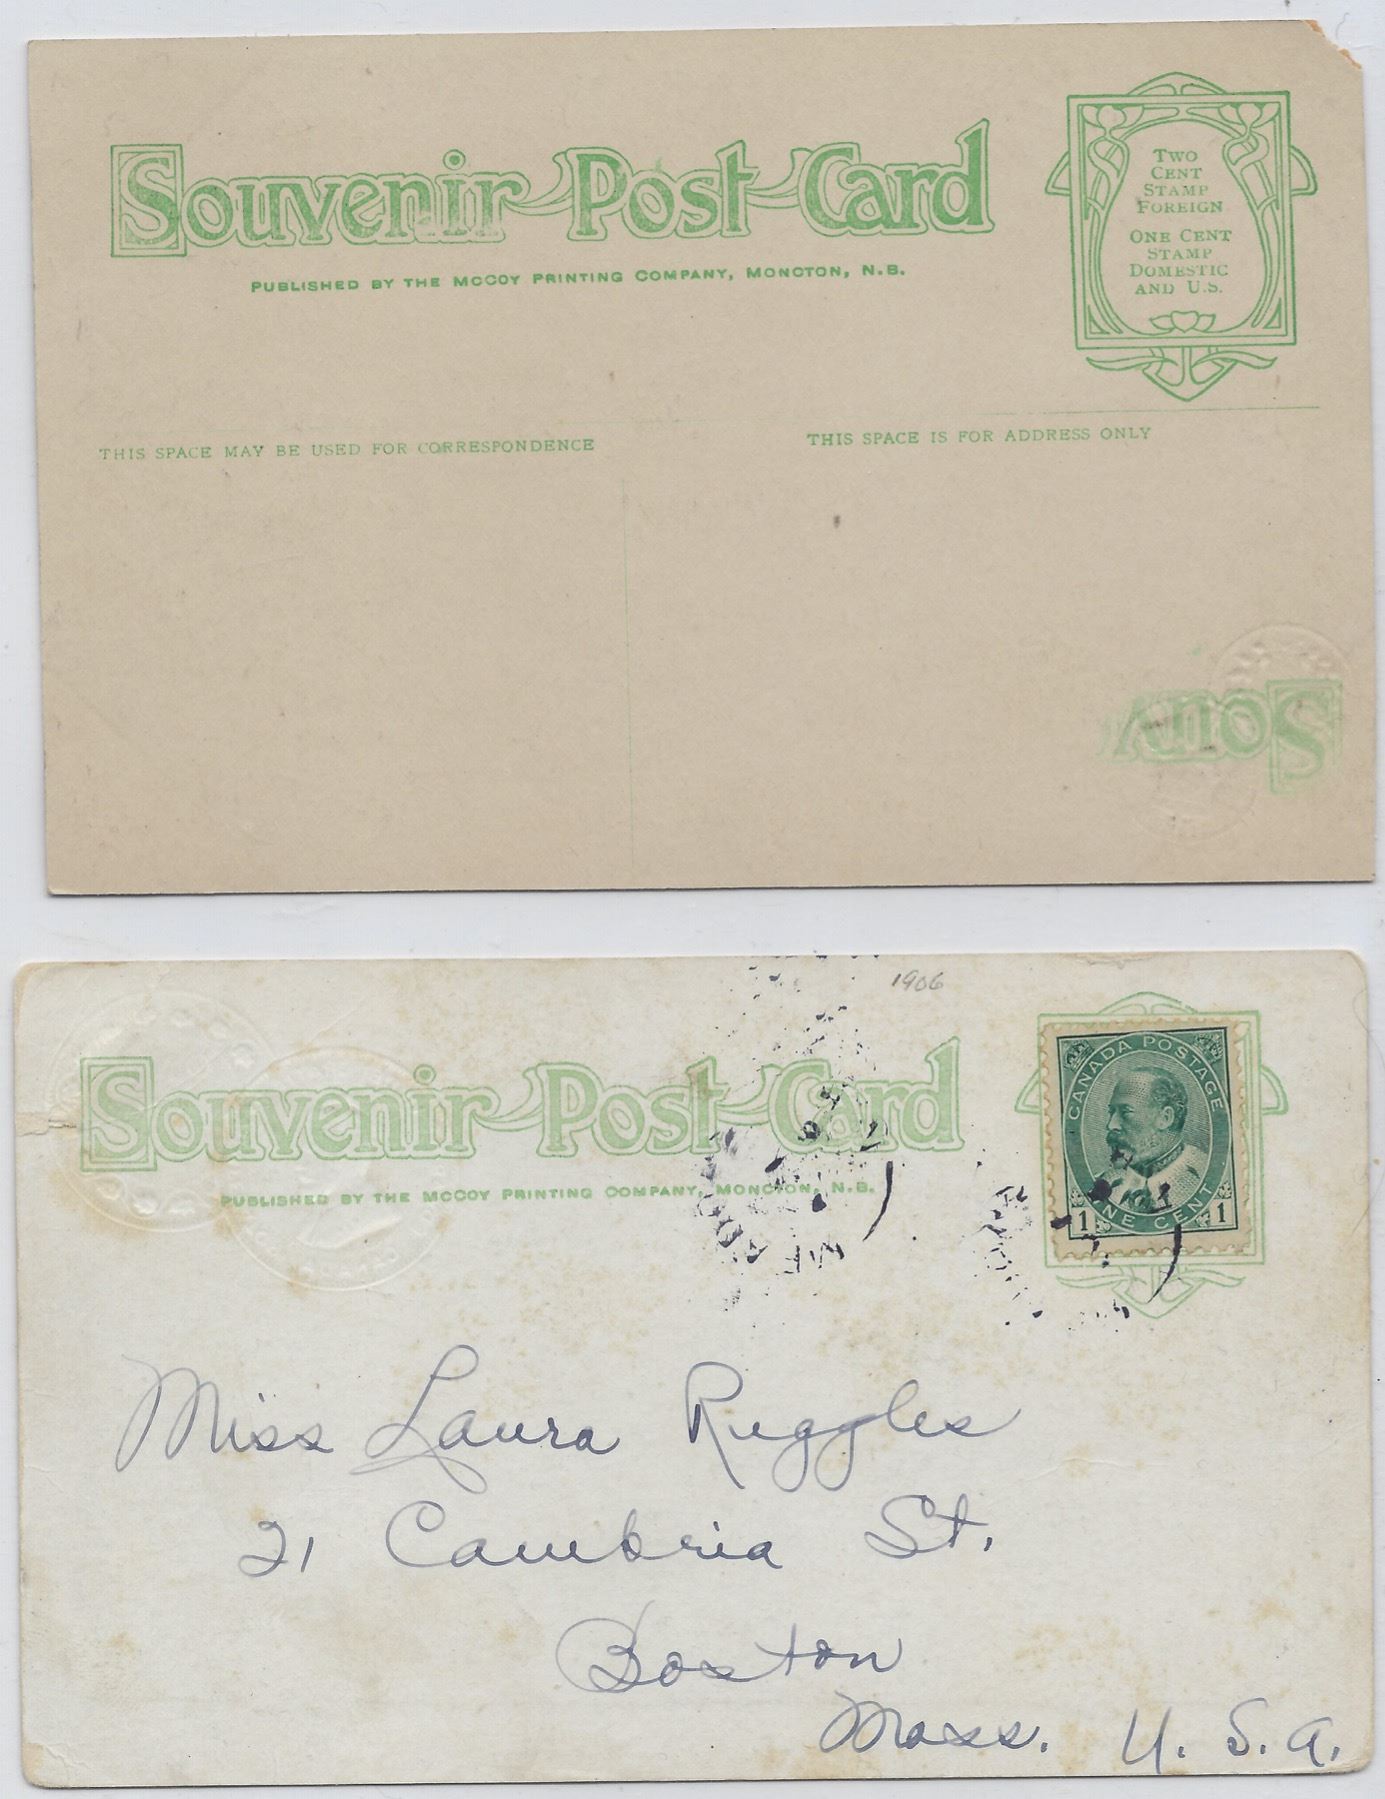 Souvenir Post Card
PUBLISHED BY THE MCCOY PRINTING COMPANY, MONCTON, N.B.
TWO
CENT
STAMP
FOREIGN
ONE CENT
STAMP
DOMESTIC
AND U.S.
THIS SPACE MAY BE USED FOR CORRESPONDENCE
THIS SPACE IS FOR ADDRESS ONLY
Souv
1906
Souvenir Post Card
PUBLISHED BY THE MCCOY PRINTING COMPANY, MONCTON, N.B.
CANADA POSTAGE
1 ONE CENT 1
Miss Laura Ruggles
21 Cambria St.
Boston
Mass. U. S. A.